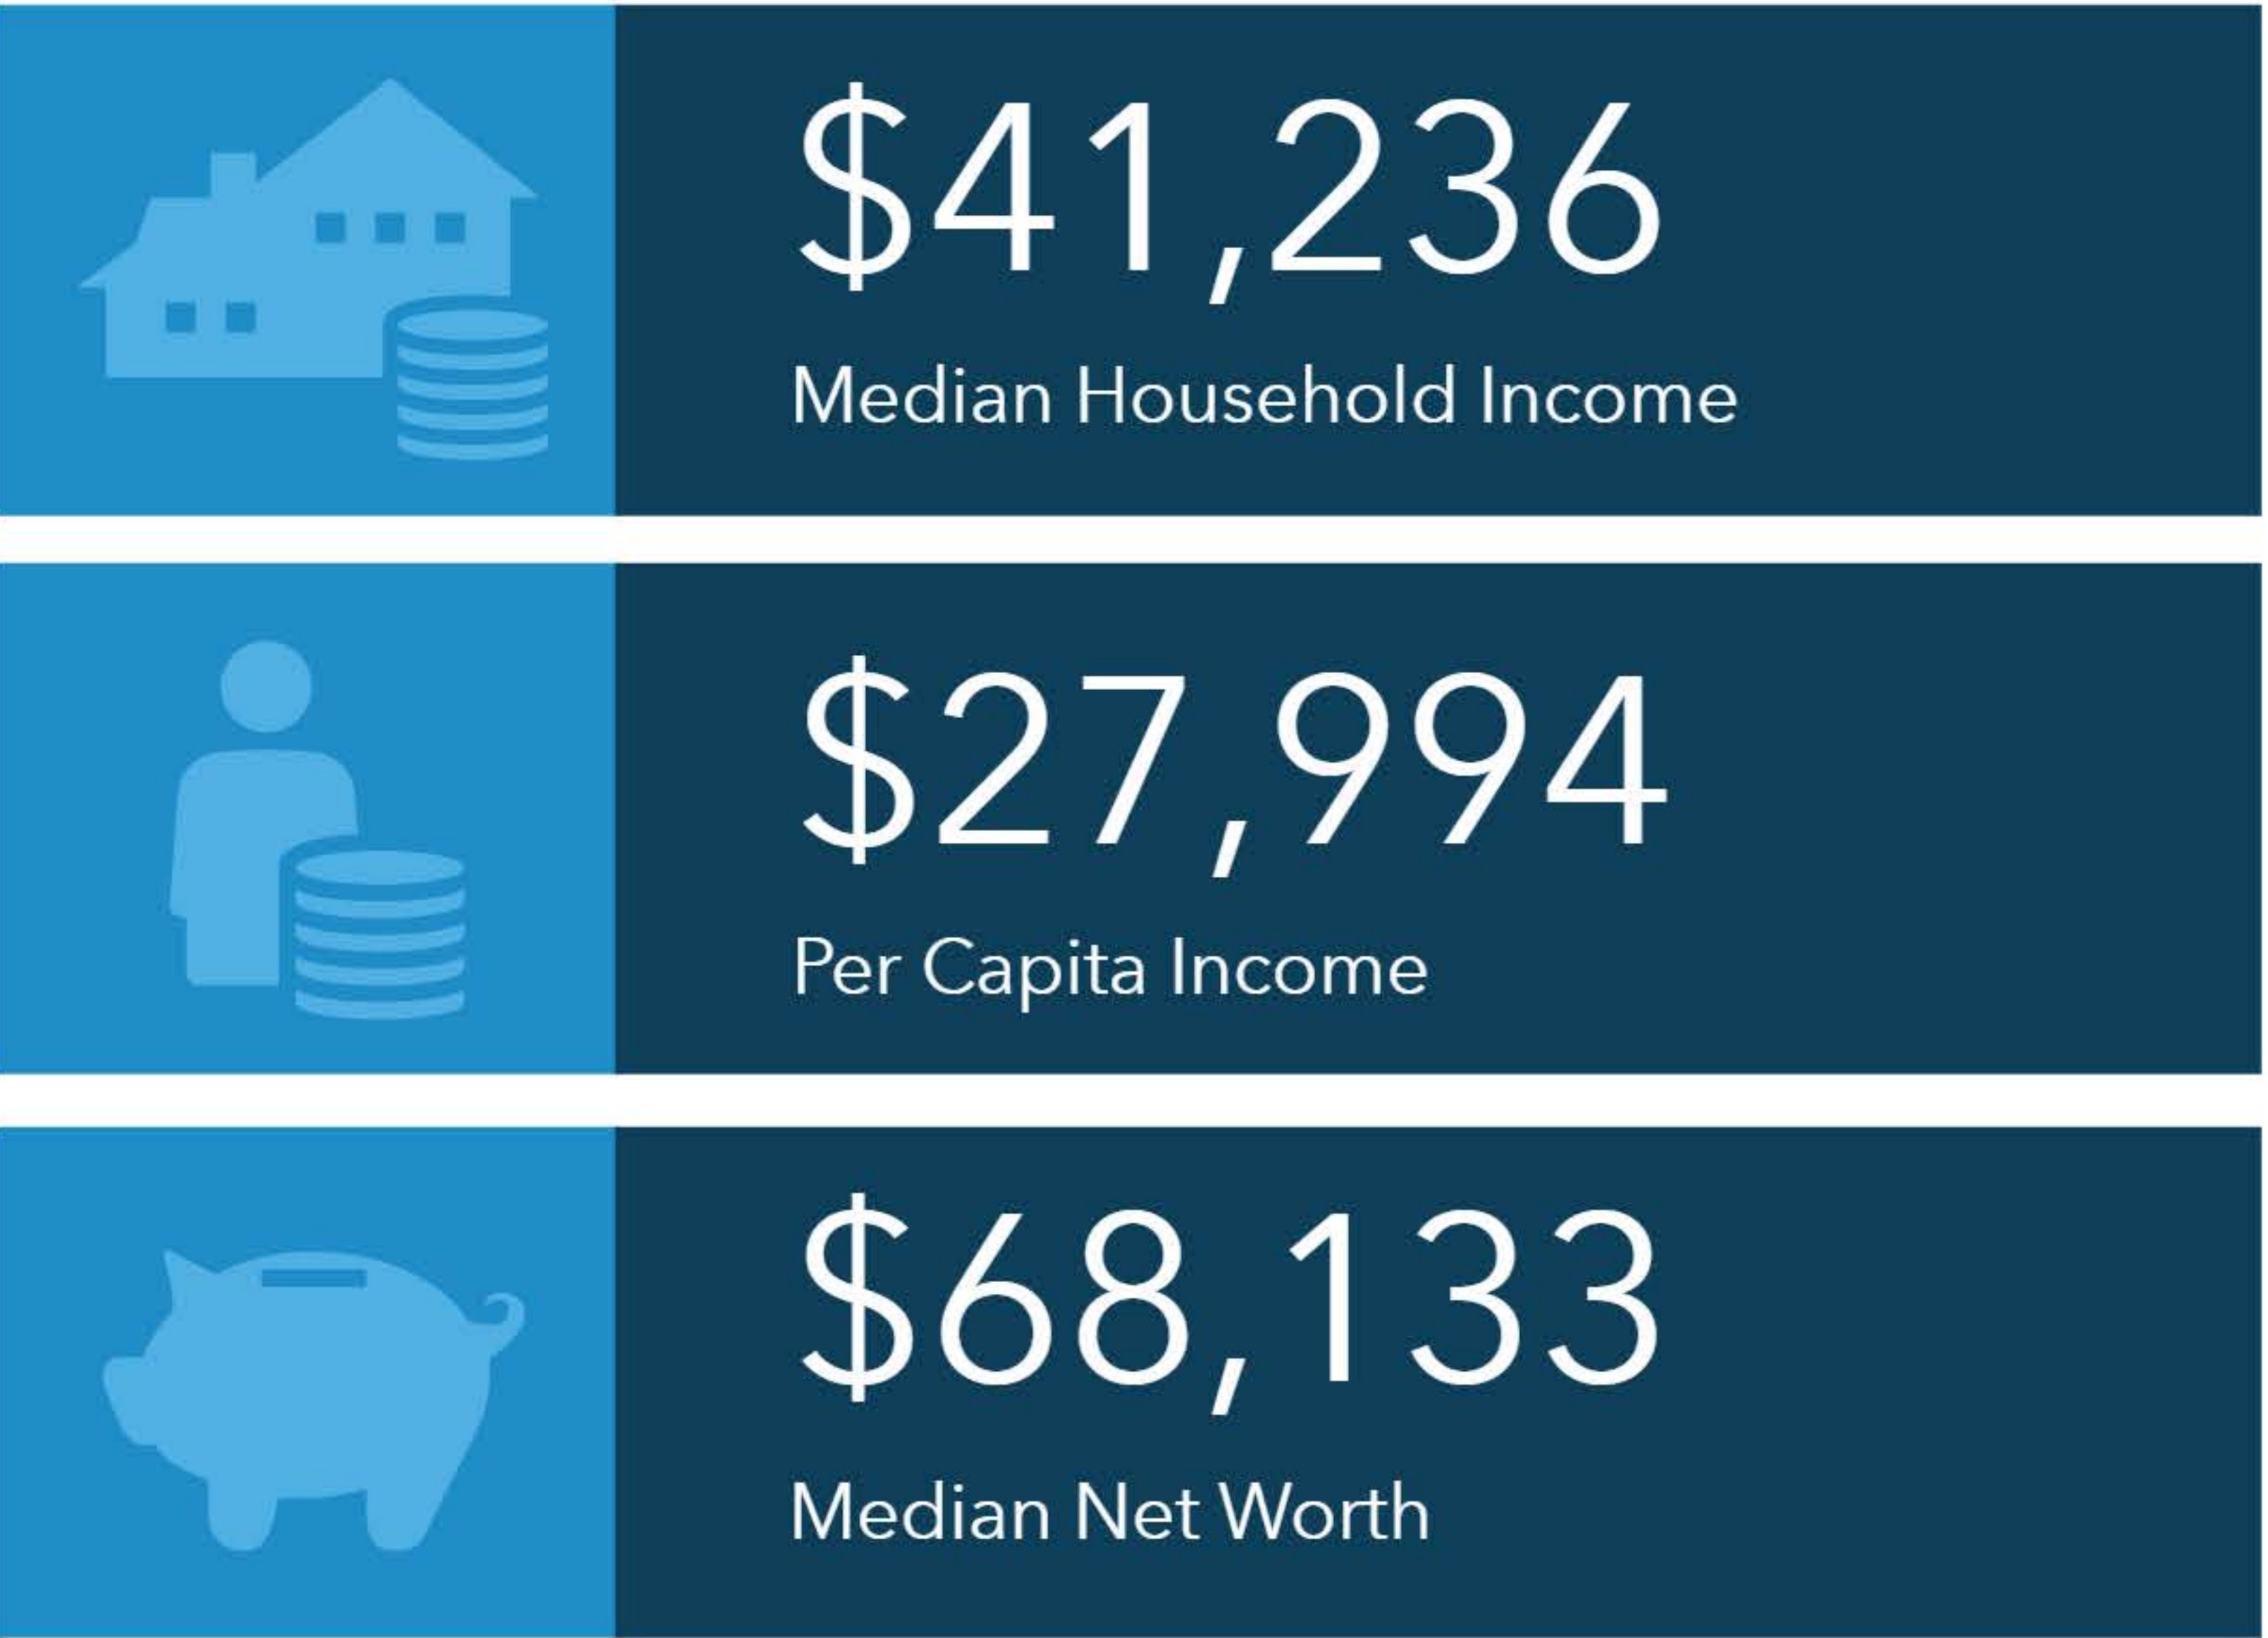 $41,236
Median Household Income
$27,994
Per Capita Income
$68,133
Median Net Worth